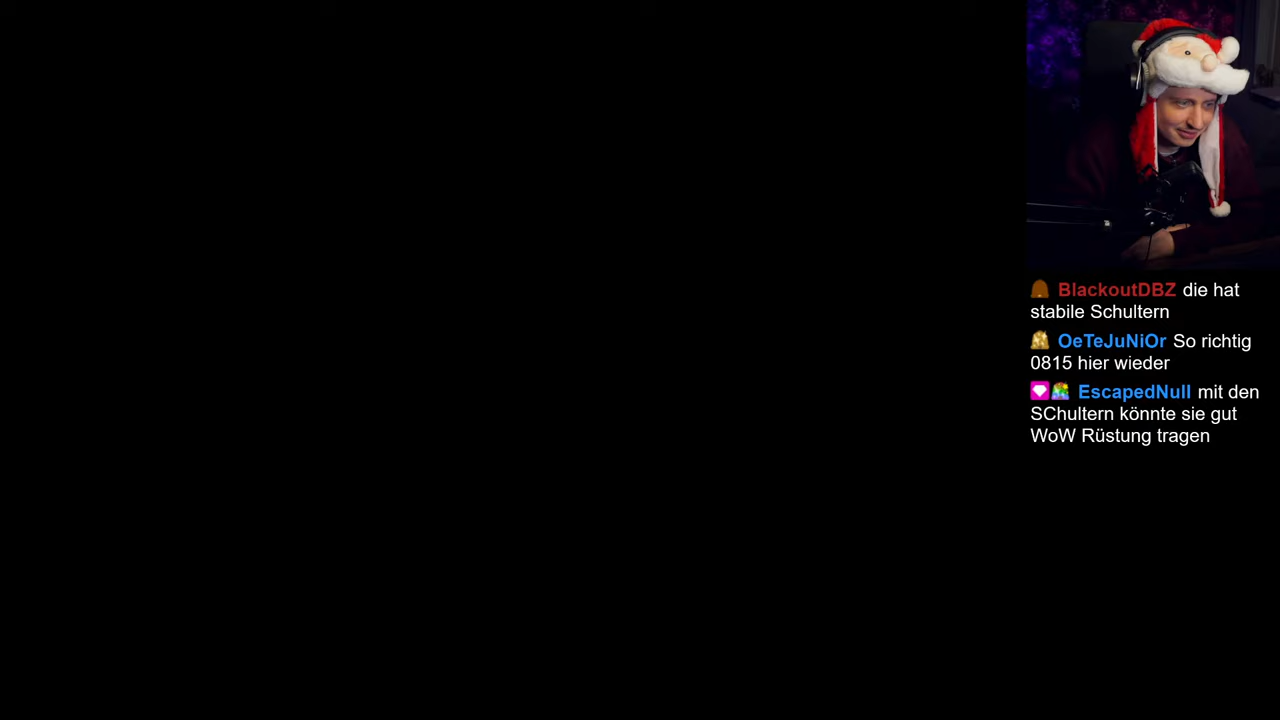 BlackoutDBZ die hat
stabile Schultern
OeTeJuNiOr So richtig
0815 hier wieder
EscapedNull mit den
SChultern könnte sie gut
WoW Rüstung tragen